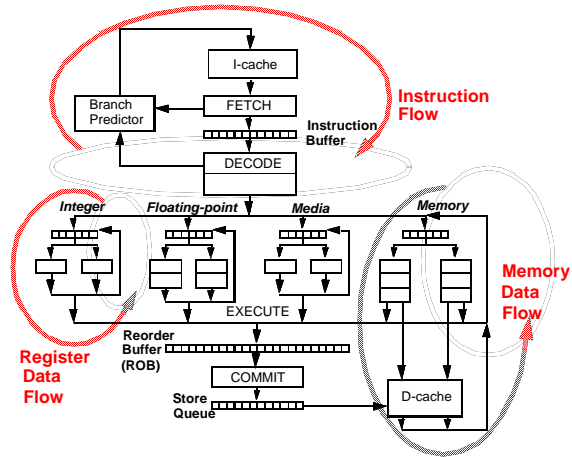 I-cache
Branch
Predictor
FETCH
Instruction
Flow
Instruction
Buffer
DECODE
Integer
Floating-point
Media
Memory
Memory
Data
Flow
EXECUTE
Register
Data
Flow
Reorder
Buffer
(ROB)
COMMIT
Store
Queue
D-cache